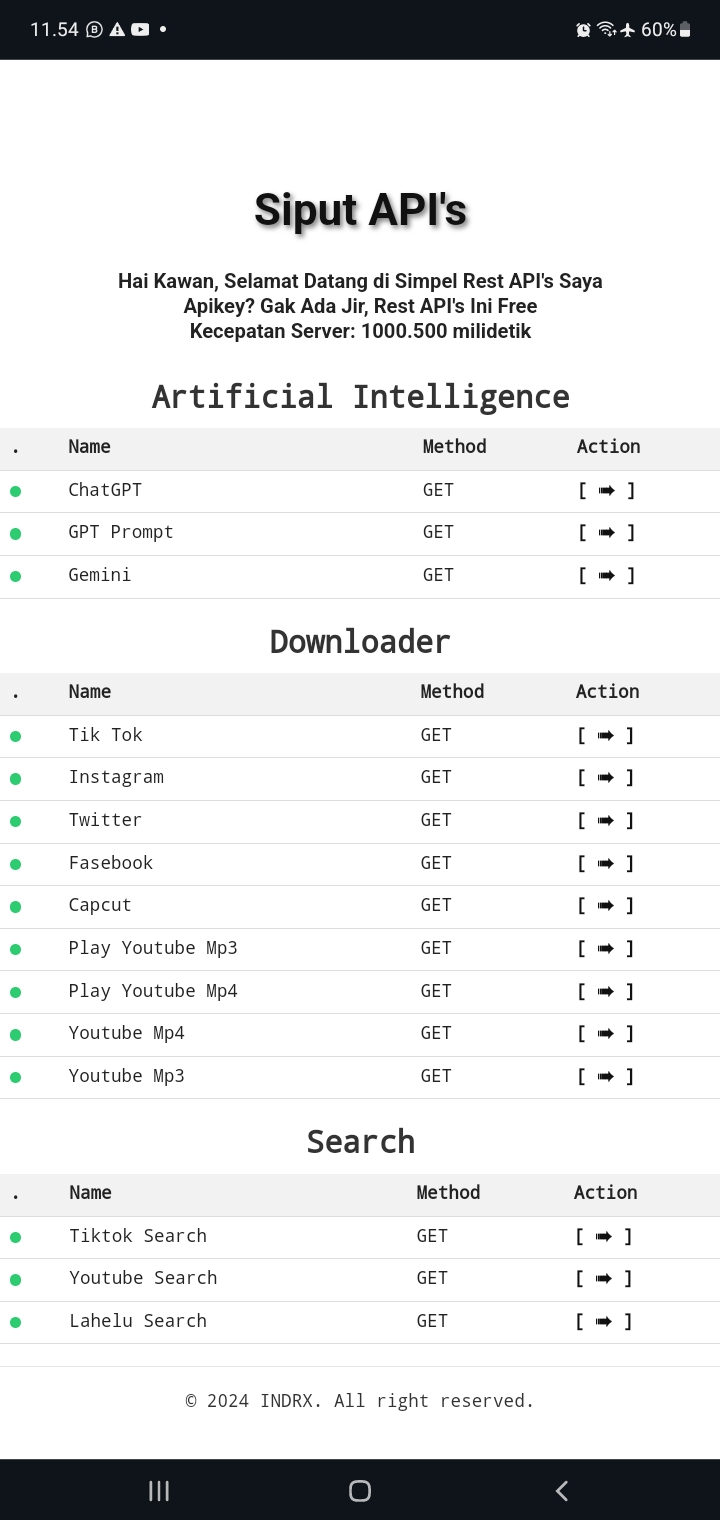 11.54 60%
Siput API's
Hai Kawan, Selamat Datang di Simpel Rest API's Saya
Apikey? Gak Ada Jir, Rest API's Ini Free
Kecepatan Server: 1000.500 milidetik
Artificial Intelligence
. Name Method Action
ChatGPT GET [ ➠ ]
GPT Prompt GET [ ➠ ]
Gemini GET [ ➠ ]
Downloader
. Name Method Action
Tik Tok GET [ ➠ ]
Instagram GET [ ➠ ]
Twitter GET [ ➠ ]
Fasebook GET [ ➠ ]
Capcut GET [ ➠ ]
Play Youtube Mp3 GET [ ➠ ]
Play Youtube Mp4 GET [ ➠ ]
Youtube Mp4 GET [ ➠ ]
Youtube Mp3 GET [ ➠ ]
Search
. Name Method Action
Tiktok Search GET [ ➠ ]
Youtube Search GET [ ➠ ]
Lahelu Search GET [ ➠ ]
© 2024 INDRX. All right reserved.